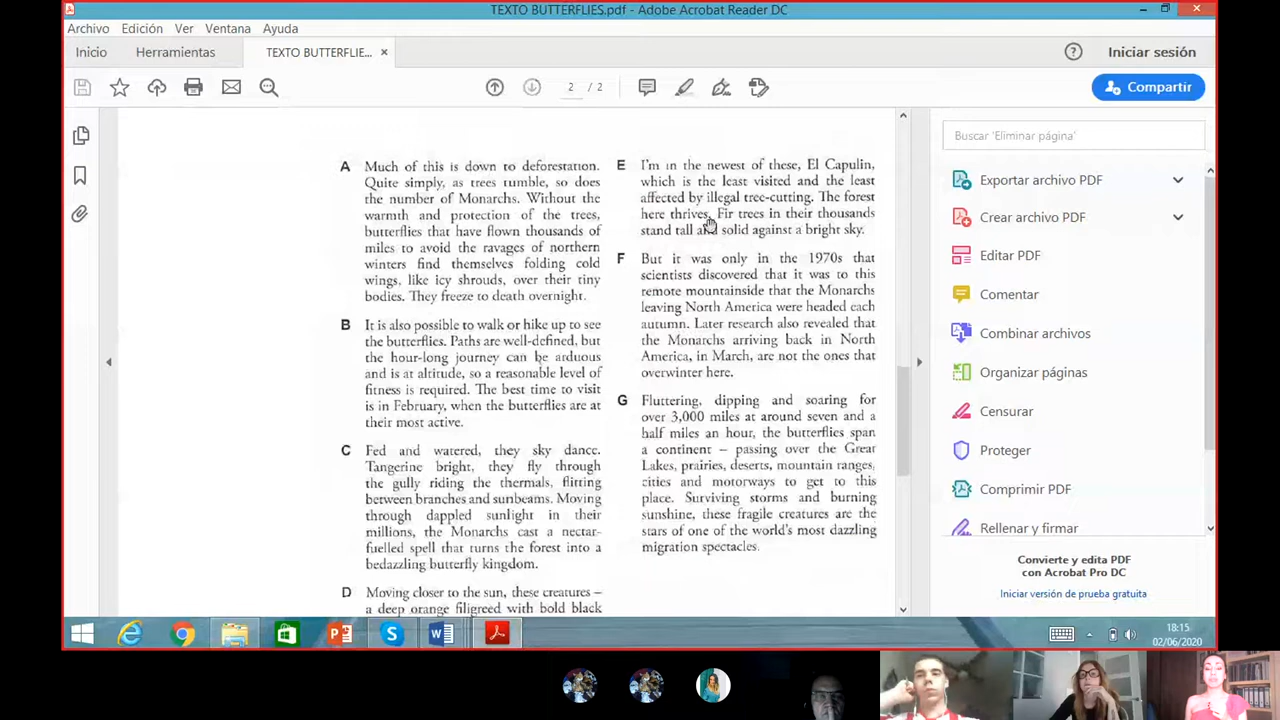 TEXTO BUTTERFLIES.pdf - Adobe Acrobat Reader DC
Archivo Edición Ver Ventana Ayuda
Inicio Herramientas TEXTO BUTTERFLIE... × Iniciar sesión
2 / 2 Compartir
A Much of this is down to deforestation.
Quite simply, as trees tumble, so does
the number of Monarchs. Without the
warmth and protection of the trees,
butterflies that have flown thousands of
miles to avoid the ravages of northern
winters find themselves folding cold
wings, like icy shrouds, over their tiny
bodies. They freeze to death overnight.
B It is also possible to walk or hike up to see
the butterflies. Paths are well-defined, but
the hour-long journey can be arduous
and is at altitude, so a reasonable level of
fitness is required. The best time to visit
is in February, when the butterflies are at
their most active.
C Fed and watered, they sky dance.
Tangerine bright, they fly through
the gully riding the thermals, flitting
between branches and sunbeams. Moving
through dappled sunlight in their
millions, the Monarchs cast a nectar-
fuelled spell that turns the forest into a
bedazzling butterfly kingdom.
D Moving closer to the sun, these creatures –
a deep orange filigreed with bold black
E I'm in the newest of these, El Capulin,
which is the least visited and the least
affected by illegal tree-cutting. The forest
here thrives. Fir trees in their thousands
stand tall and solid against a bright sky.
F But it was only in the 1970s that
scientists discovered that it was to this
remote mountainside that the Monarchs
leaving North America were headed each
autumn. Later research also revealed that
the Monarchs arriving back in North
America, in March, are not the ones that
overwinter here.
G Fluttering, dipping and soaring for
over 3,000 miles at around seven and a
half miles an hour, the butterflies span
a continent – passing over the Great
Lakes, prairies, deserts, mountain ranges,
cities and motorways to get to this
place. Surviving storms and burning
sunshine, these fragile creatures are the
stars of one of the world's most dazzling
migration spectacles.
Buscar 'Eliminar página'
Exportar archivo PDF
Crear archivo PDF
Editar PDF
Comentar
Combinar archivos
Organizar páginas
Censurar
Proteger
Comprimir PDF
Rellenar y firmar
Convierte y edita PDF
con Acrobat Pro DC
Iniciar versión de prueba gratuita
18:15
02/06/2020